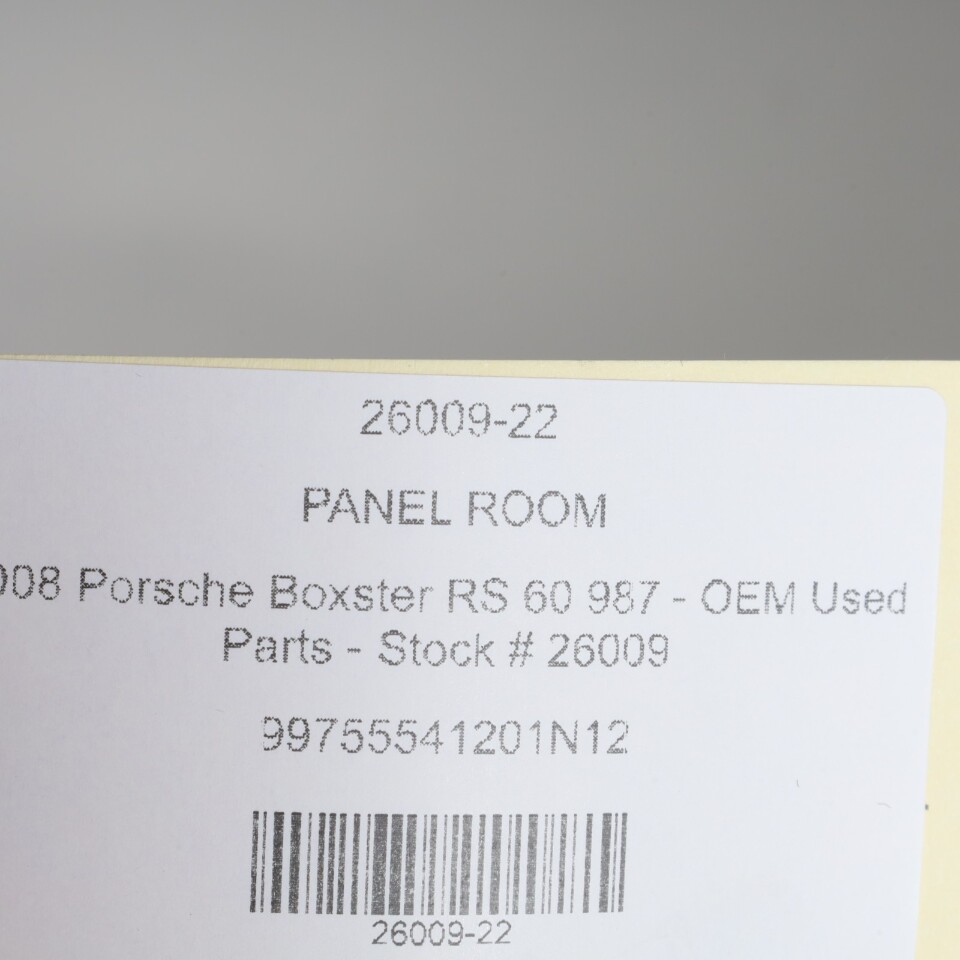 26009-22
PANEL ROOM
008 Porsche Boxster RS 60 987 - OEM Used
Parts - Stock # 26009
99755541201N12
26009-22